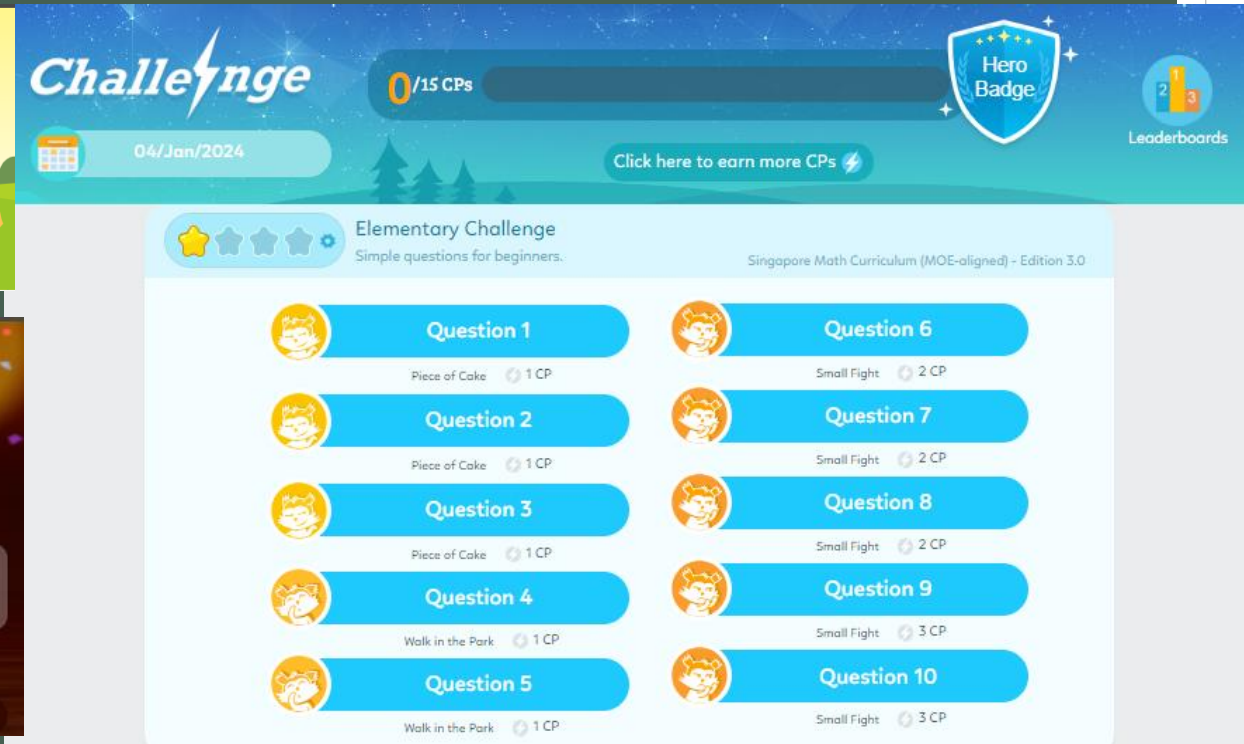 Challenge
0/15 CPs
Hero
Badge
2 1 3
Leaderboards
04/Jan/2024
Click here to earn more CPs
Elementary Challenge
Simple questions for beginners.
Singapore Math Curriculum (MOE-aligned) - Edition 3.0
Question 1
Piece of Cake 1 CP
Question 2
Piece of Cake 1 CP
Question 3
Piece of Cake 1 CP
Question 4
Walk in the Park 1 CP
Question 5
Walk in the Park 1 CP
Question 6
Small Fight 2 CP
Question 7
Small Fight 2 CP
Question 8
Small Fight 2 CP
Question 9
Small Fight 3 CP
Question 10
Small Fight 3 CP